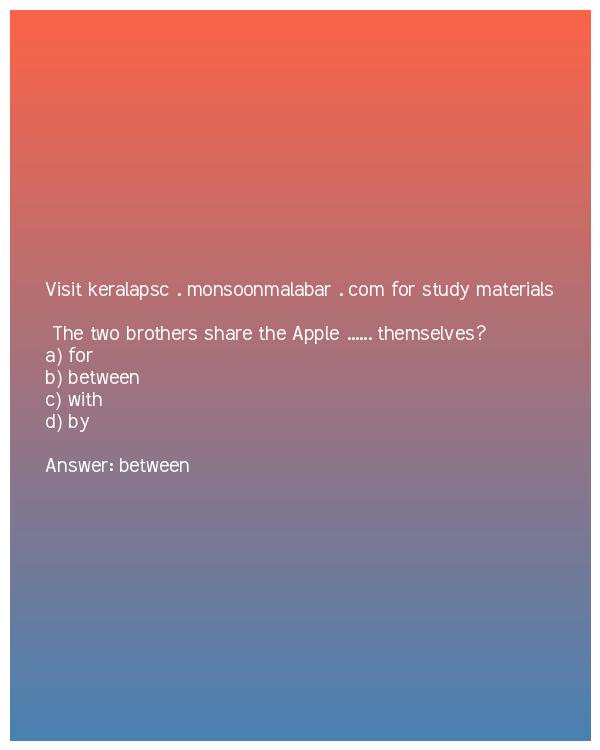 Visit keralapsc . monsoonmalabar . com for study materials
The two brothers share the Apple ...... themselves?
a) for
b) between
c) with
d) by
Answer: between